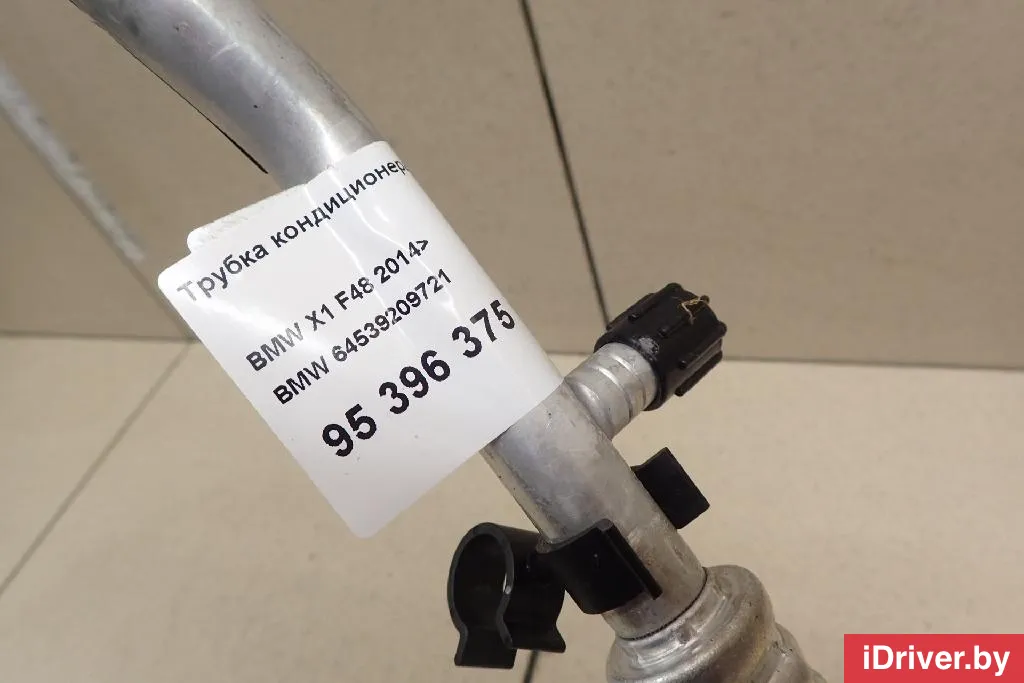 Трубка кондиционера
BMW X1 F48 2014>
BMW 64539209721
95 396 375
iDriver.by